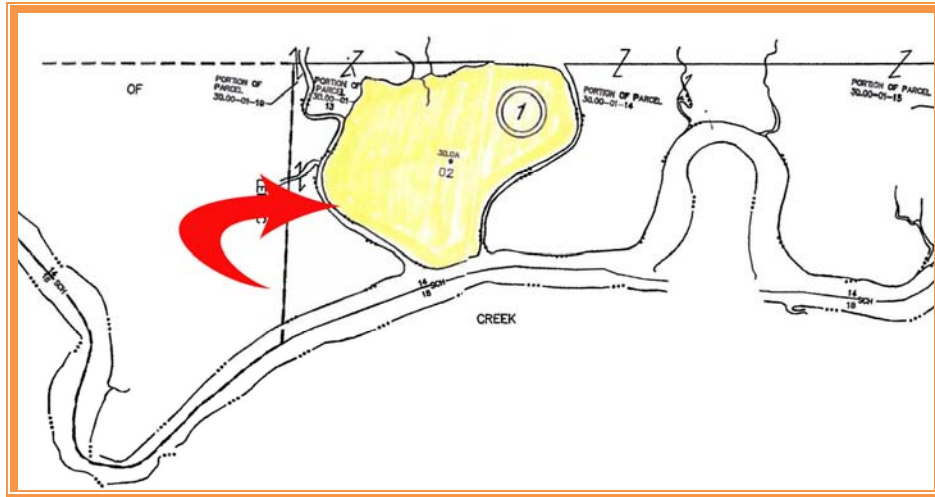 OF
PORTION OF
PARCEL
30.00-01-19
PORTION OF
PARCEL
30.00-01-
13
1
30.0A
02
PORTION OF PARCEL
30.00-01-14
PORTION OF PARCEL
30.00-01-15
14
18
SCH
14
SCH
18
14
SCH
18
CREEK